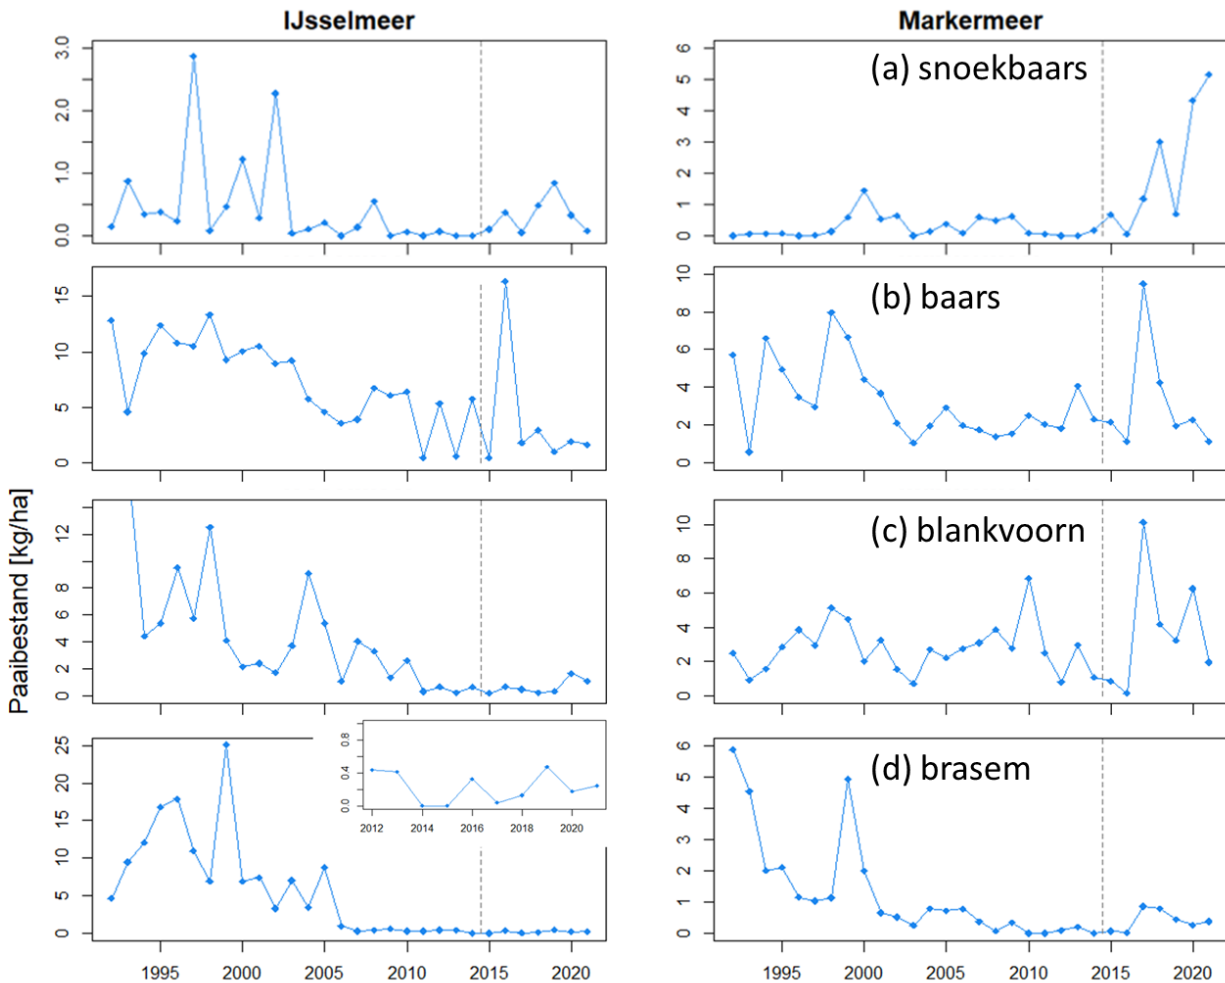 IJsselmeer
Markermeer
Paaibestand [kg/ha]
0.0 1.0 2.0 3.0
(a) snoekbaars
0 1 2 3 4 5 6
0 5 10 15
(b) baars
0 2 4 6 8 10
0 2 4 6 8 12
(c) blankvoorn
0 2 4 6 8 10
0 5 10 15 20 25
0.0 0.4 0.8
2012 2014 2016 2018 2020
(d) brasem
0 1 2 3 4 5 6
1995 2000 2005 2010 2015 2020
1995 2000 2005 2010 2015 2020